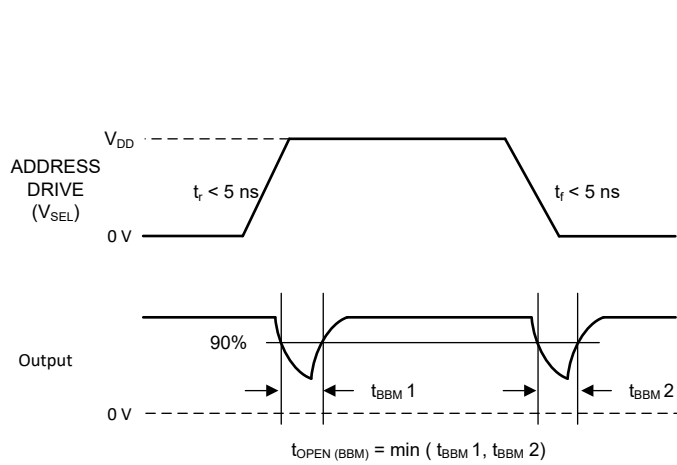 V_DD
ADDRESS
DRIVE
(V_SEL)
t_r < 5 ns
t_f < 5 ns
0 V
90%
Output
t_BBM 1
t_BBM 2
0 V
t_OPEN (BBM) = min ( t_BBM 1, t_BBM 2)